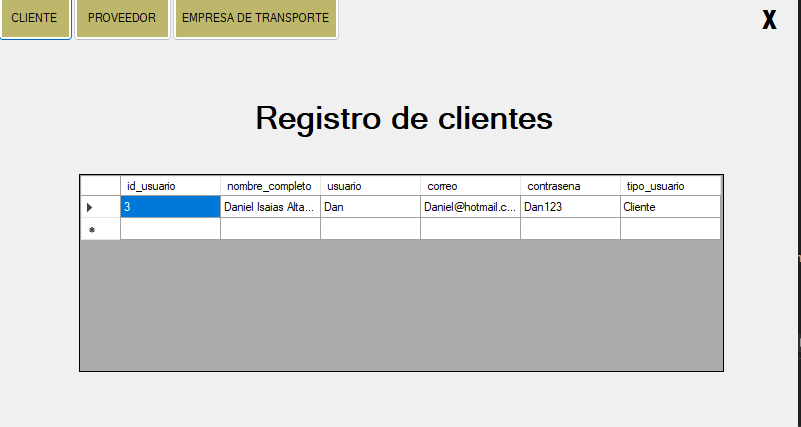 CLIENTE PROVEEDOR EMPRESA DE TRANSPORTE X
Registro de clientes
id_usuario nombre_completo usuario correo contrasena tipo_usuario
3 Daniel Isaias Alta... Dan Daniel@hotmail.c... Dan123 Cliente